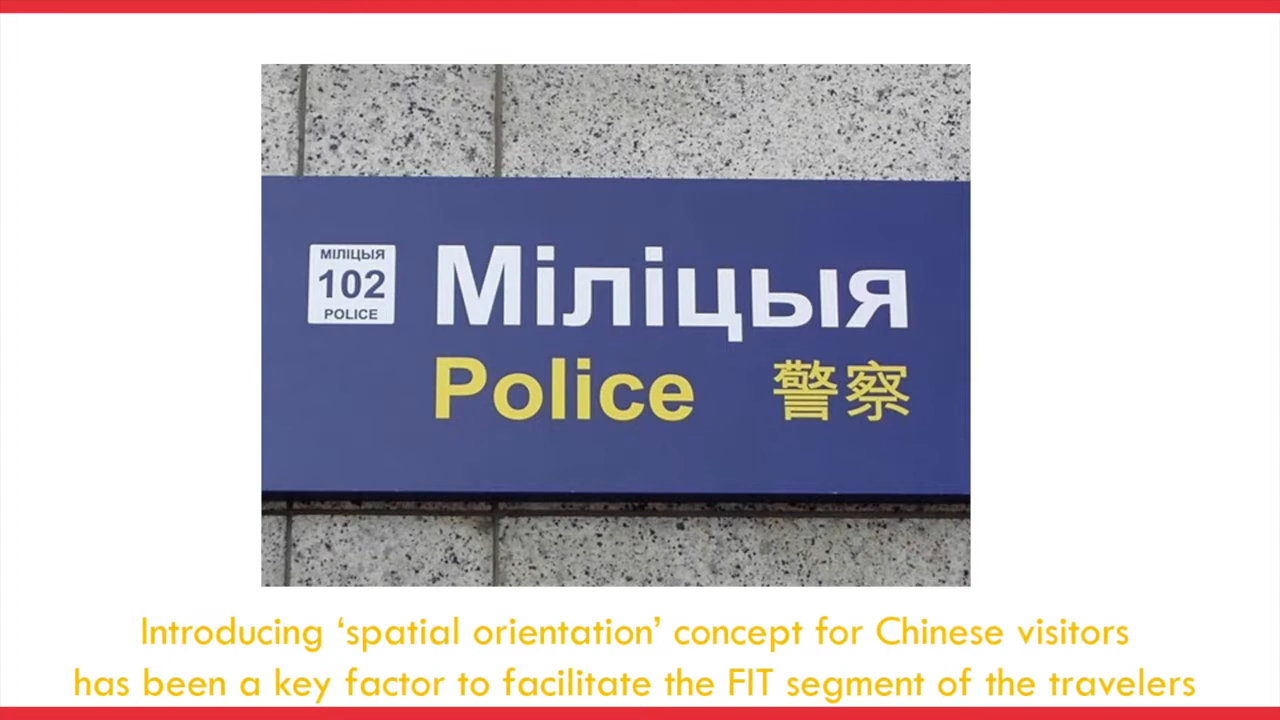 МІЛІЦЫЯ
102
POLICE
Міліцыя
Police 警察
Introducing ‘spatial orientation’ concept for Chinese visitors
has been a key factor to facilitate the FIT segment of the travelers